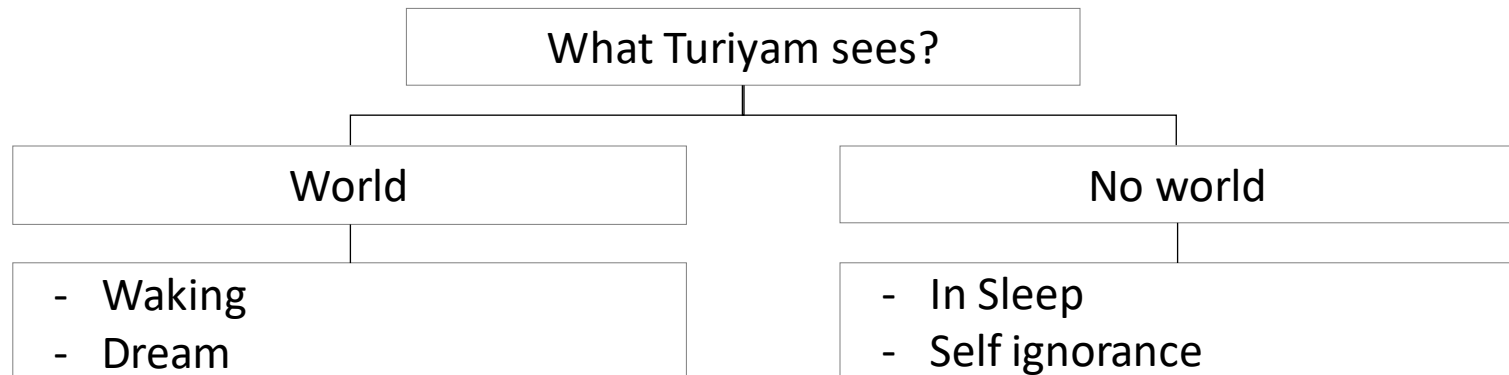 What Turiyam sees?
World
No world
- Waking
- Dream
- In Sleep
- Self ignorance